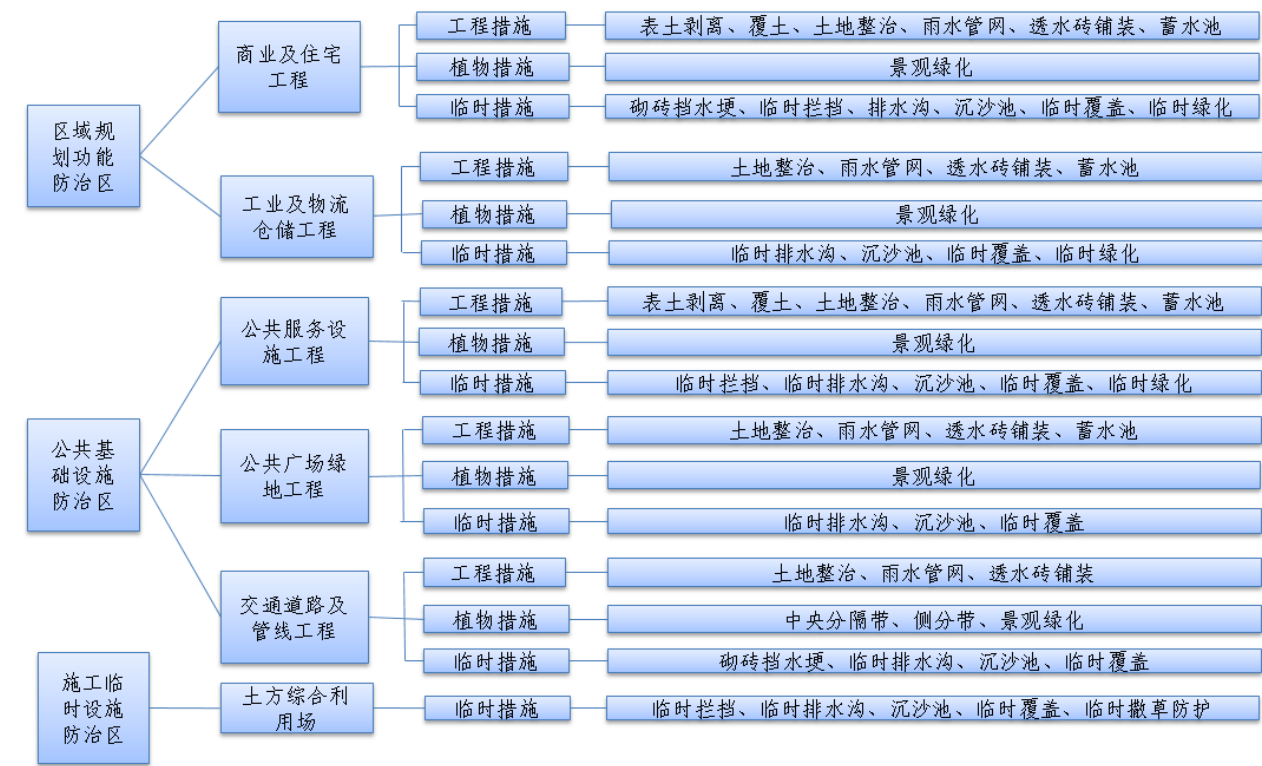 区域规
划功能
防治区
商业及住宅
工程
工程措施
表土剥离、覆土、土地整治、雨水管网、透水砖铺装、蓄水池
植物措施
景观绿化
临时措施
砌砖挡水埂、临时拦挡、排水沟、沉沙池、临时覆盖、临时绿化
工业及物流
仓储工程
工程措施
土地整治、雨水管网、透水砖铺装、蓄水池
植物措施
景观绿化
临时措施
临时排水沟、沉沙池、临时覆盖、临时绿化
公共基
础设施
防治区
公共服务设
施工程
工程措施
表土剥离、覆土、土地整治、雨水管网、透水砖铺装、蓄水池
植物措施
景观绿化
临时措施
临时拦挡、临时排水沟、沉沙池、临时覆盖、临时绿化
公共广场绿
地工程
工程措施
土地整治、雨水管网、透水砖铺装、蓄水池
植物措施
景观绿化
临时措施
临时排水沟、沉沙池、临时覆盖
交通道路及
管线工程
工程措施
土地整治、雨水管网、透水砖铺装
植物措施
中央分隔带、侧分带、景观绿化
临时措施
砌砖挡水埂、临时排水沟、沉沙池、临时覆盖
施工临
时设施
防治区
土方综合利
用场
临时措施
临时拦挡、临时排水沟、沉沙池、临时覆盖、临时撒草防护